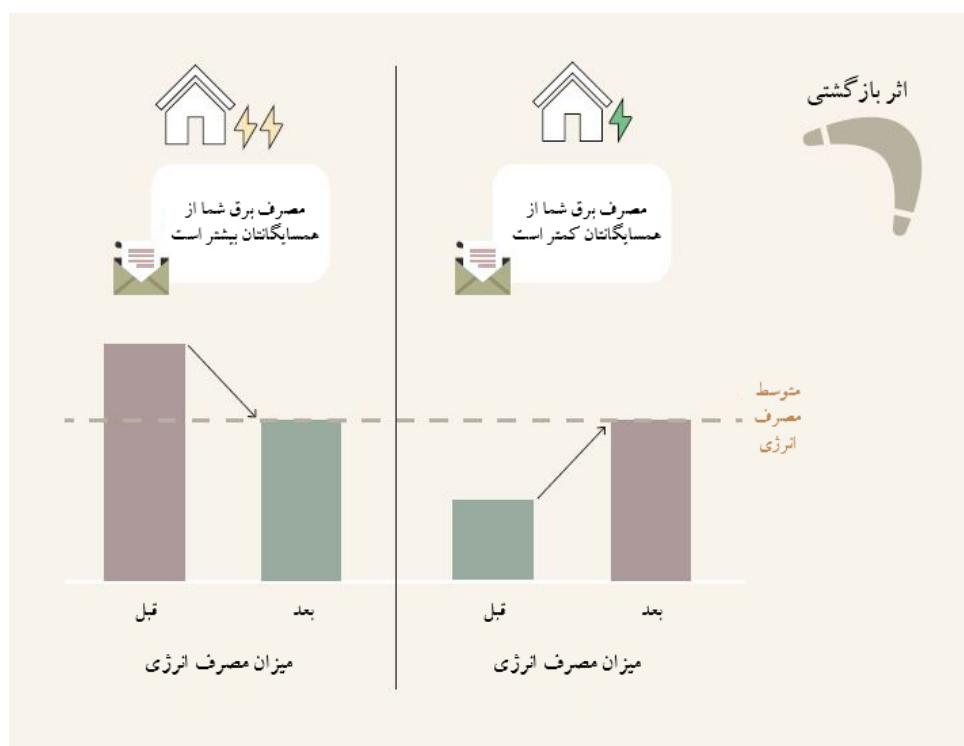 اثر بازگشتی
مصرف برق شما از
همسایگانتان کمتر است
مصرف برق شما از
همسایگانتان بیشتر است
متوسط
مصرف
انرژی
قبل
بعد
میزان مصرف انرژی
قبل
بعد
میزان مصرف انرژی